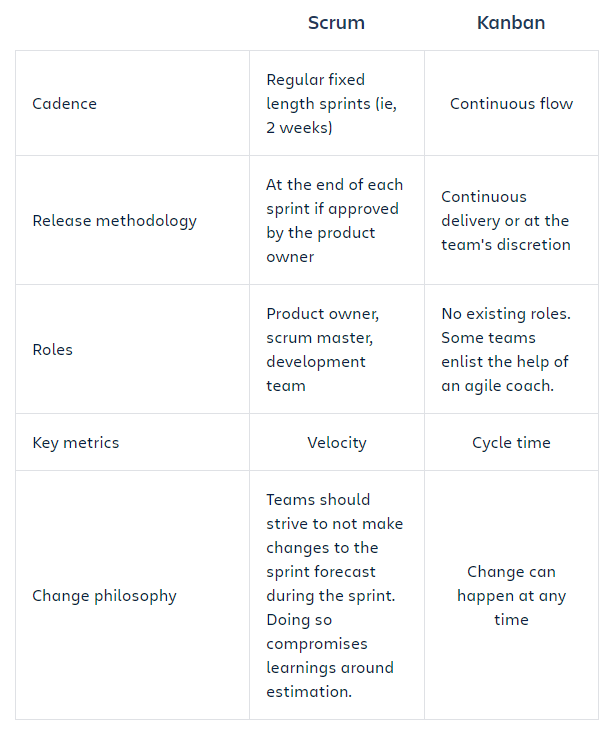 Scrum Kanban
Cadence
Regular fixed
length sprints (ie,
2 weeks)
Continuous flow
Release methodology
At the end of each
sprint if approved
by the product
owner
Continuous
delivery or at the
team's discretion
Roles
Product owner,
scrum master,
development
team
No existing roles.
Some teams
enlist the help of
an agile coach.
Key metrics
Velocity
Cycle time
Change philosophy
Teams should
strive to not make
changes to the
sprint forecast
during the sprint.
Doing so
compromises
learnings around
estimation.
Change can
happen at any
time